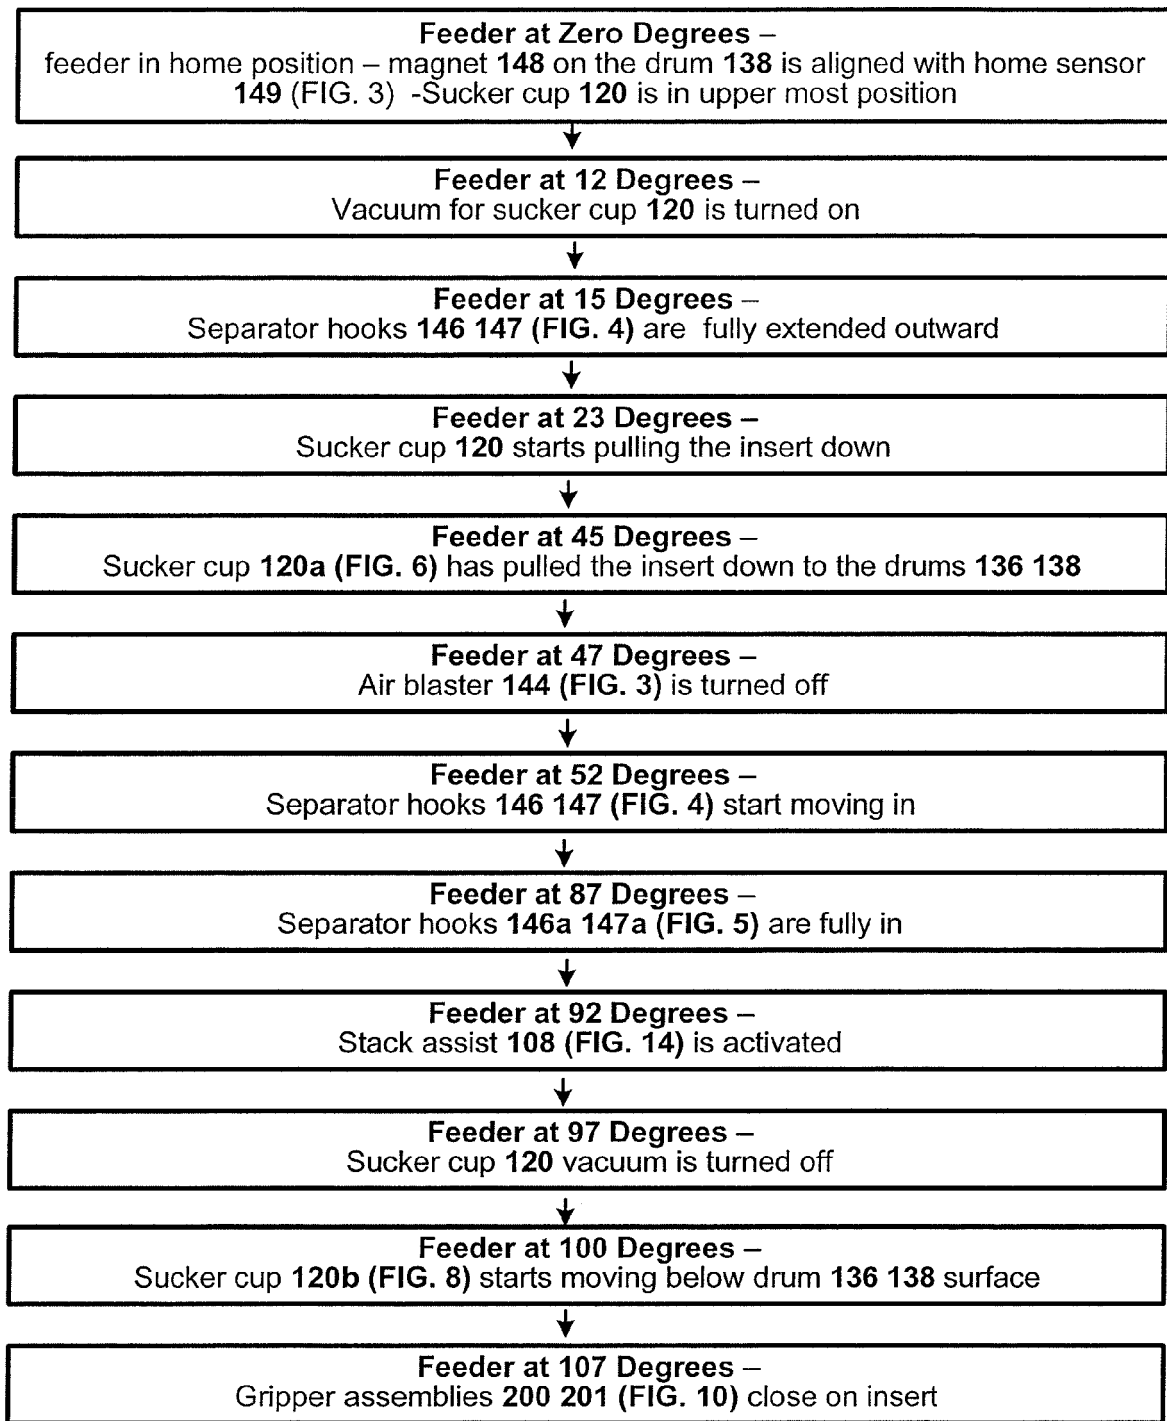 Feeder at Zero Degrees –
feeder in home position – magnet 148 on the drum 138 is aligned with home sensor
149 (FIG. 3) -Sucker cup 120 is in upper most position
Feeder at 12 Degrees –
Vacuum for sucker cup 120 is turned on
Feeder at 15 Degrees –
Separator hooks 146 147 (FIG. 4) are fully extended outward
Feeder at 23 Degrees –
Sucker cup 120 starts pulling the insert down
Feeder at 45 Degrees –
Sucker cup 120a (FIG. 6) has pulled the insert down to the drums 136 138
Feeder at 47 Degrees –
Air blaster 144 (FIG. 3) is turned off
Feeder at 52 Degrees –
Separator hooks 146 147 (FIG. 4) start moving in
Feeder at 87 Degrees –
Separator hooks 146a 147a (FIG. 5) are fully in
Feeder at 92 Degrees –
Stack assist 108 (FIG. 14) is activated
Feeder at 97 Degrees –
Sucker cup 120 vacuum is turned off
Feeder at 100 Degrees –
Sucker cup 120b (FIG. 8) starts moving below drum 136 138 surface
Feeder at 107 Degrees –
Gripper assemblies 200 201 (FIG. 10) close on insert